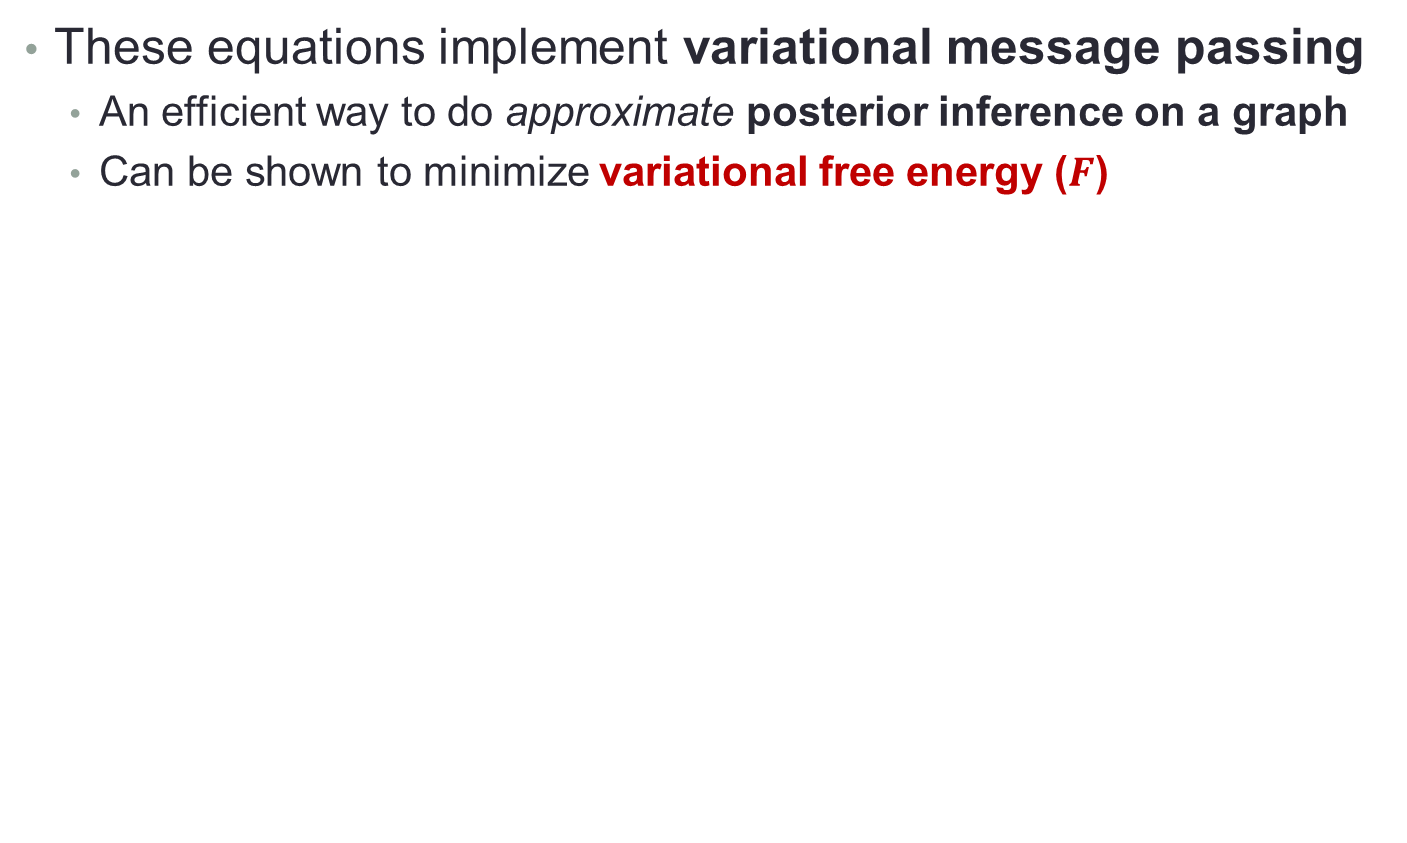 • These equations implement variational message passing
• An efficient way to do approximate posterior inference on a graph
• Can be shown to minimize variational free energy (F)